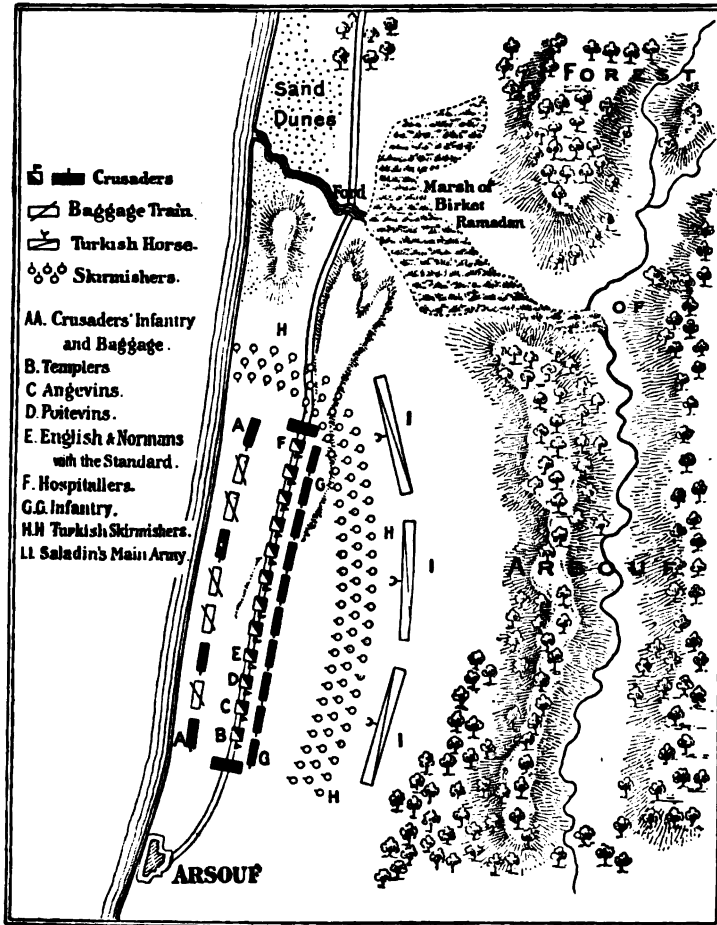 Sand
Dunes
FOREST
Ford
Marsh of
Birket
Ramadan
OF
ARSOUF
Crusaders
Baggage Train.
Turkish Horse.
Skirmishers.
AA. Crusaders' Infantry
and Baggage.
B. Templers
C Angevins.
D. Poitevins.
E. English & Normans
with the Standard.
F. Hospitallers.
G.G. Infantry.
H.H Turkish Skirmishers.
I.I. Saladin's Main Army
H
A
F
G
I
H
I
E
D
C
B
A
G
I
H
ARSOUF